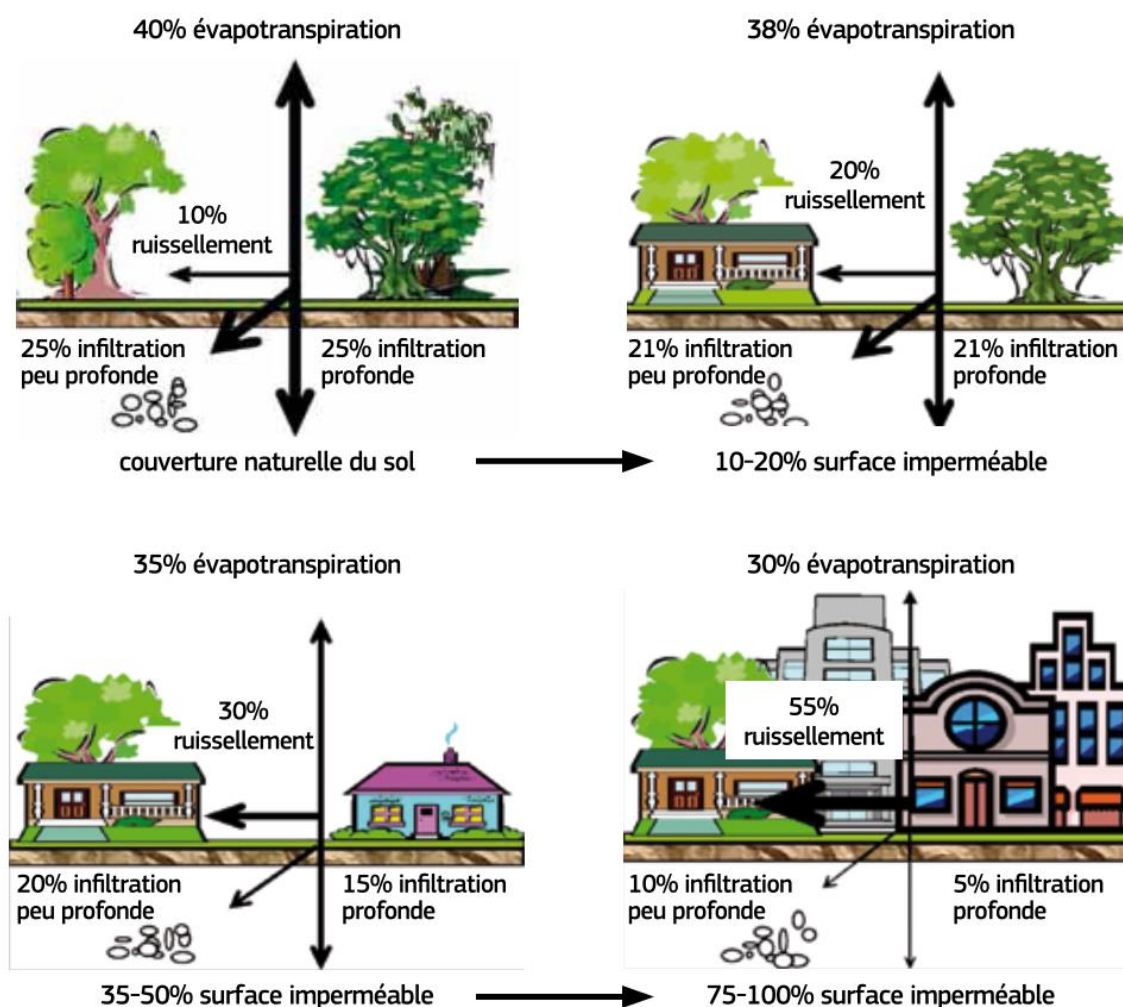 40% évapotranspiration
10%
ruissellement
25% infiltration
peu profonde
25% infiltration
profonde
couverture naturelle du sol
38% évapotranspiration
20%
ruissellement
21% infiltration
peu profonde
21% infiltration
profonde
10-20% surface imperméable
35% évapotranspiration
30%
ruissellement
20% infiltration
peu profonde
15% infiltration
profonde
35-50% surface imperméable
30% évapotranspiration
55%
ruissellement
10% infiltration
peu profonde
5% infiltration
profonde
75-100% surface imperméable